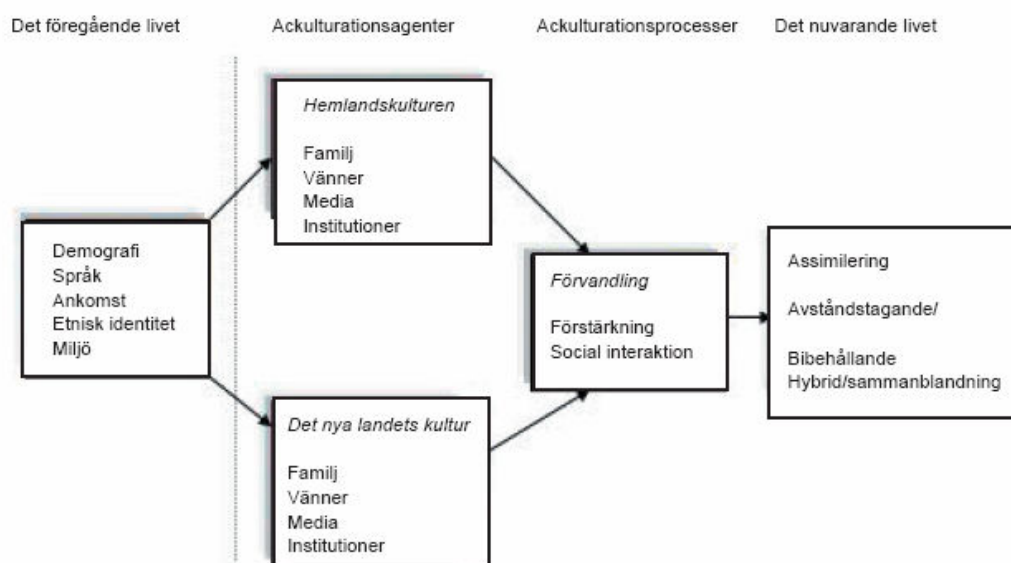 Det föregående livet
Ackulturationsagenter
Ackulturationsprocesser
Det nuvarande livet
Demografi
Språk
Ankomst
Etnisk identitet
Miljö
Hemlandskulturen
Familj
Vänner
Media
Institutioner
Det nya landets kultur
Familj
Vänner
Media
Institutioner
Förvandling
Förstärkning
Social interaktion
Assimilering
Avståndstagande/
Bibehållande
Hybrid/sammanblandning